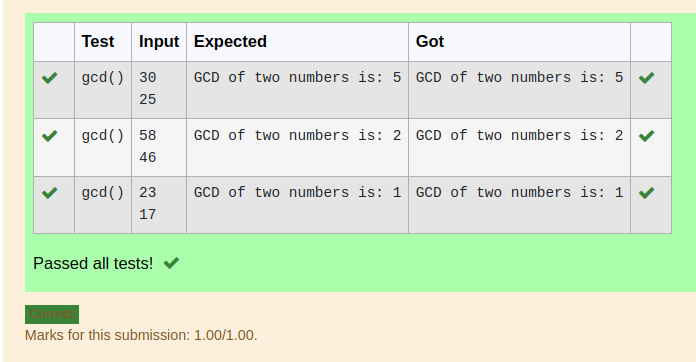 Test Input Expected Got
gcd() 30 GCD of two numbers is: 5 GCD of two numbers is: 5
25
gcd() 58 GCD of two numbers is: 2 GCD of two numbers is: 2
46
gcd() 23 GCD of two numbers is: 1 GCD of two numbers is: 1
17
Passed all tests!
Correct
Marks for this submission: 1.00/1.00.